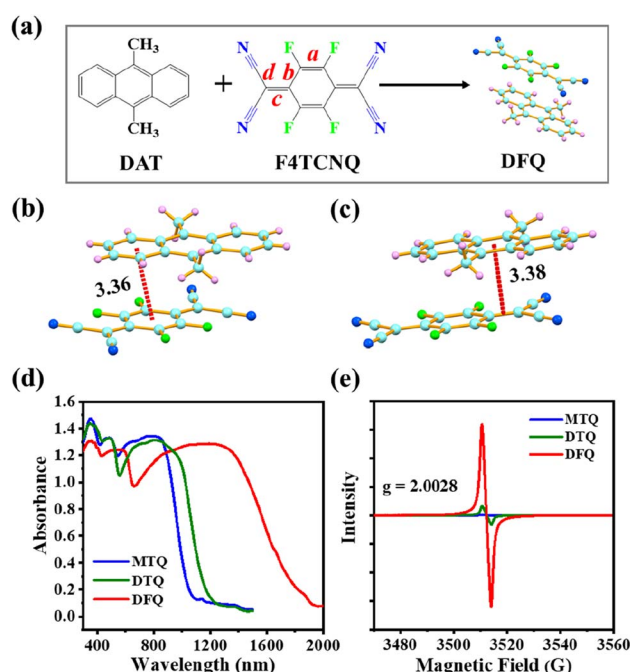 (a)
CH₃
CH₃
DAT
+
N N
F F
a
d b
c
F F
N N
F4TCNQ
DFQ
(b)
3.36
(c)
3.38
(d)
1.6
1.4
1.2
1.0
0.8
0.6
0.4
0.2
0.0
Absorbance
MTQ
DTQ
DFQ
400 800 1200 1600 2000
Wavelength (nm)
(e)
Intensity
g = 2.0028
MTQ
DTQ
DFQ
3480 3510 3540 3560
Magnetic Field (G)